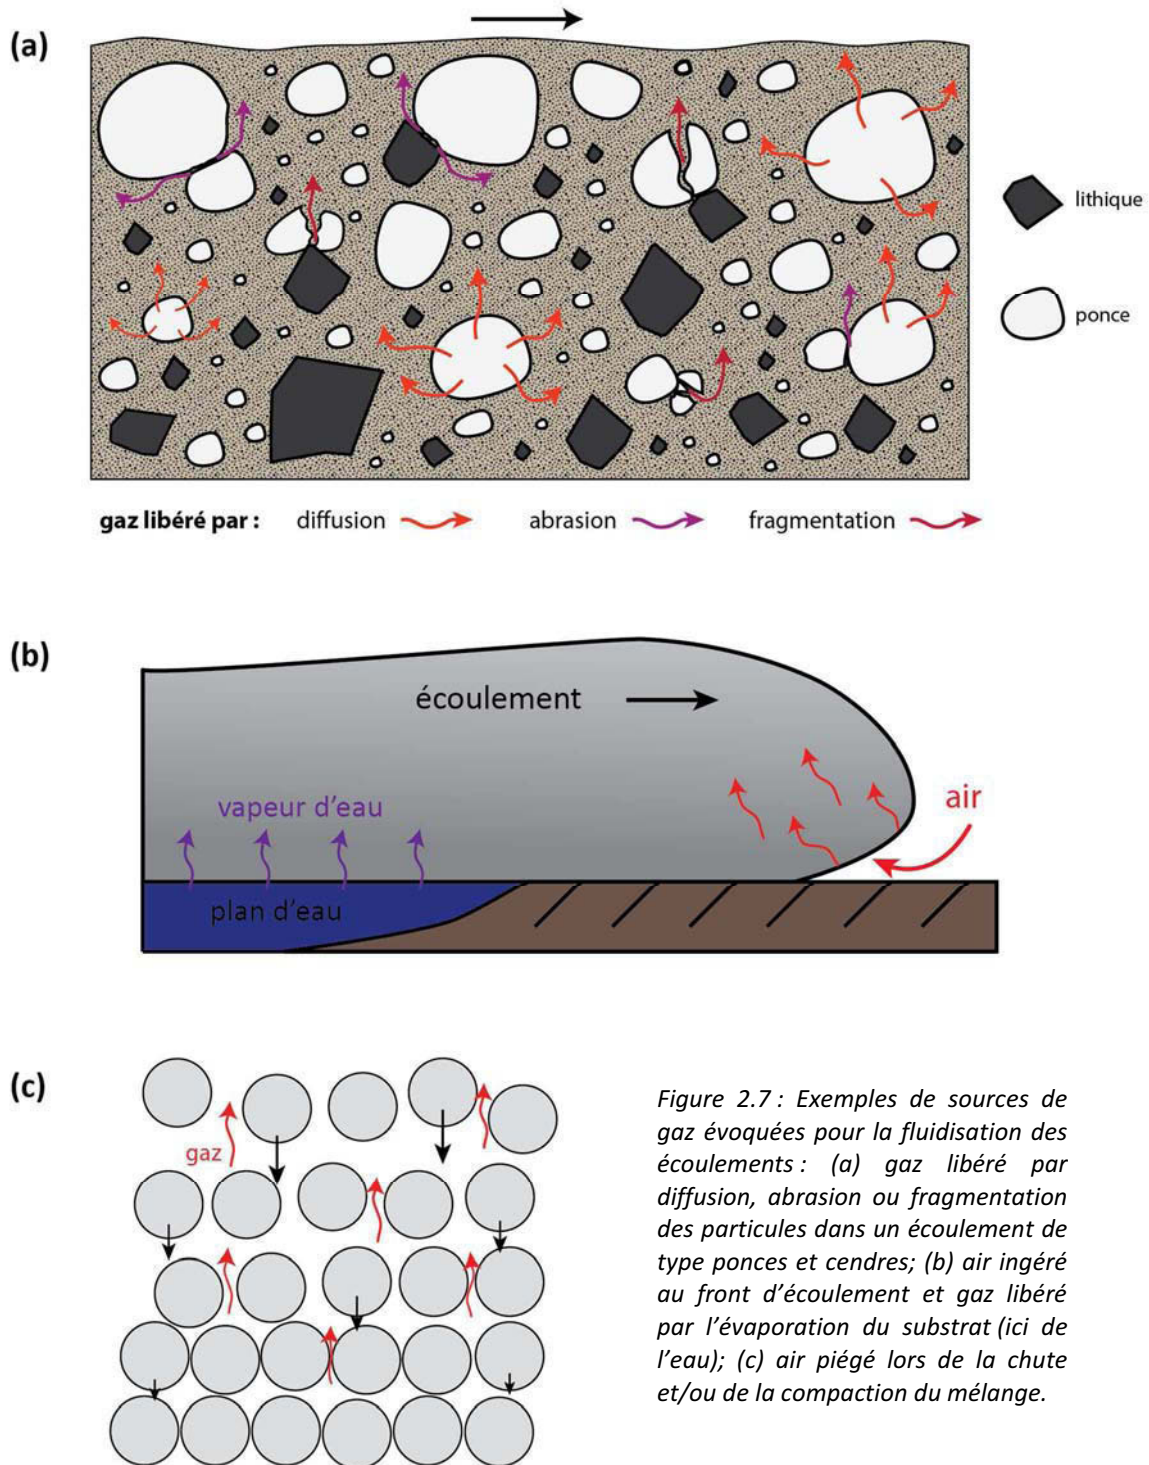 (a)
lithique
ponce
gaz libéré par : diffusion abrasion fragmentation
(b)
écoulement
vapeur d'eau
air
plan d'eau
(c)
gaz
Figure 2.7 : Exemples de sources de
gaz évoquées pour la fluidisation des
écoulements : (a) gaz libéré par
diffusion, abrasion ou fragmentation
des particules dans un écoulement de
type ponces et cendres; (b) air ingéré
au front d'écoulement et gaz libéré
par l'évaporation du substrat (ici de
l'eau); (c) air piégé lors de la chute
et/ou de la compaction du mélange.